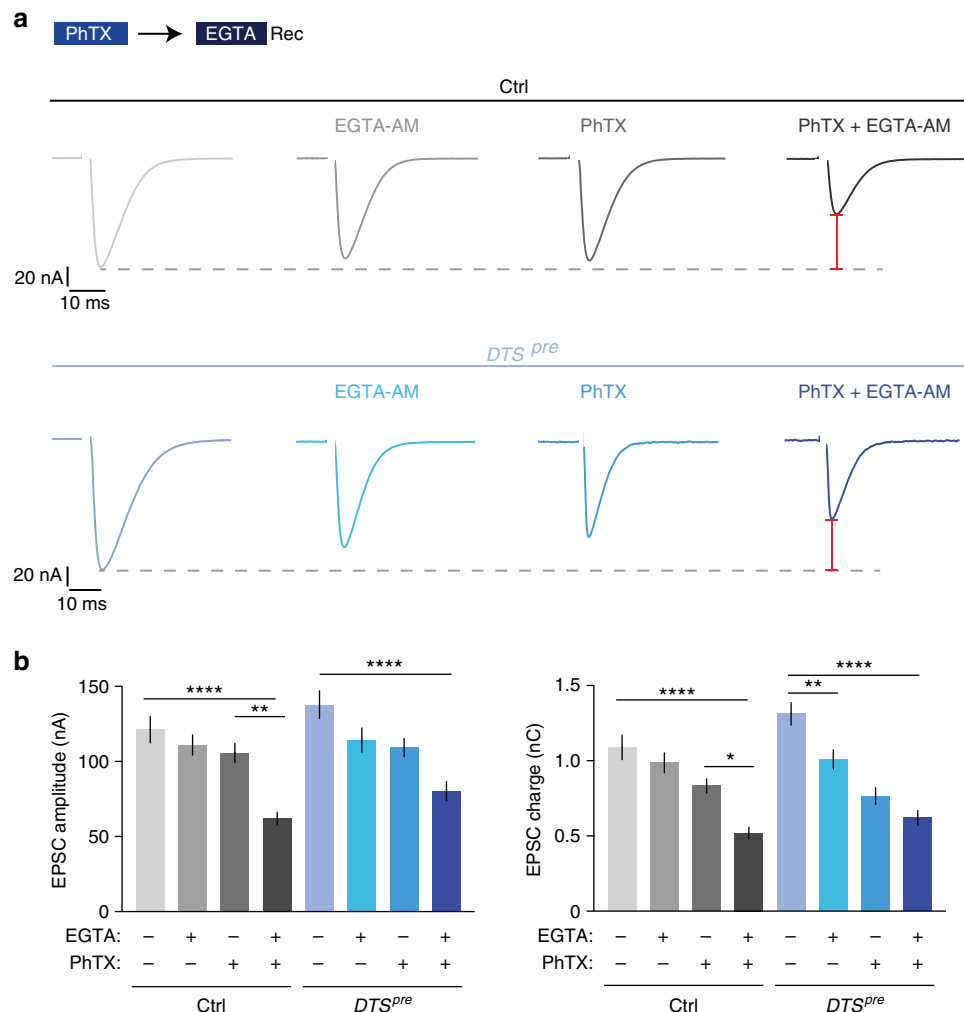 a
PhTX EGTA Rec
Ctrl
EGTA-AM PhTX PhTX + EGTA-AM
20 nA
10 ms
DTS pre
EGTA-AM PhTX PhTX + EGTA-AM
20 nA
10 ms
b
**** **** **** ****
** ** *
150 1.5
100 1.0
50 0.5
0 0
EPSC amplitude (nA) EPSC charge (nC)
EGTA: – + – + – + – + EGTA: – + – + – + – +
PhTX: – – + + – – + + PhTX: – – + + – – + +
Ctrl DTSpre Ctrl DTSpre